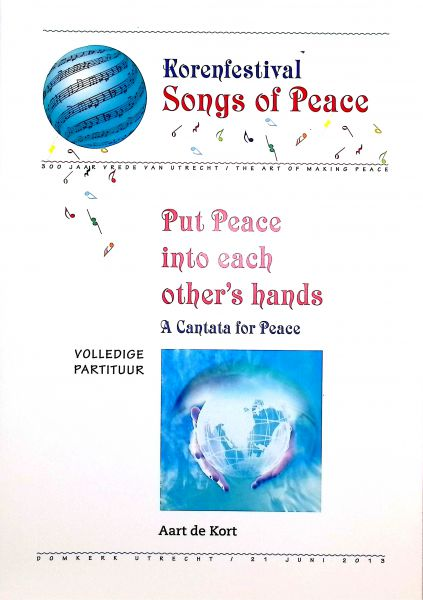 Korenfestival
Songs of Peace
300 JAAR VREDE VAN UTRECHT / THE ART OF MAKING PEACE
Put Peace
into each
other's hands
A Cantata for Peace
VOLLEDIGE
PARTITUUR
Aart de Kort
DOMKERK UTRECHT / 21 JUNI 2013